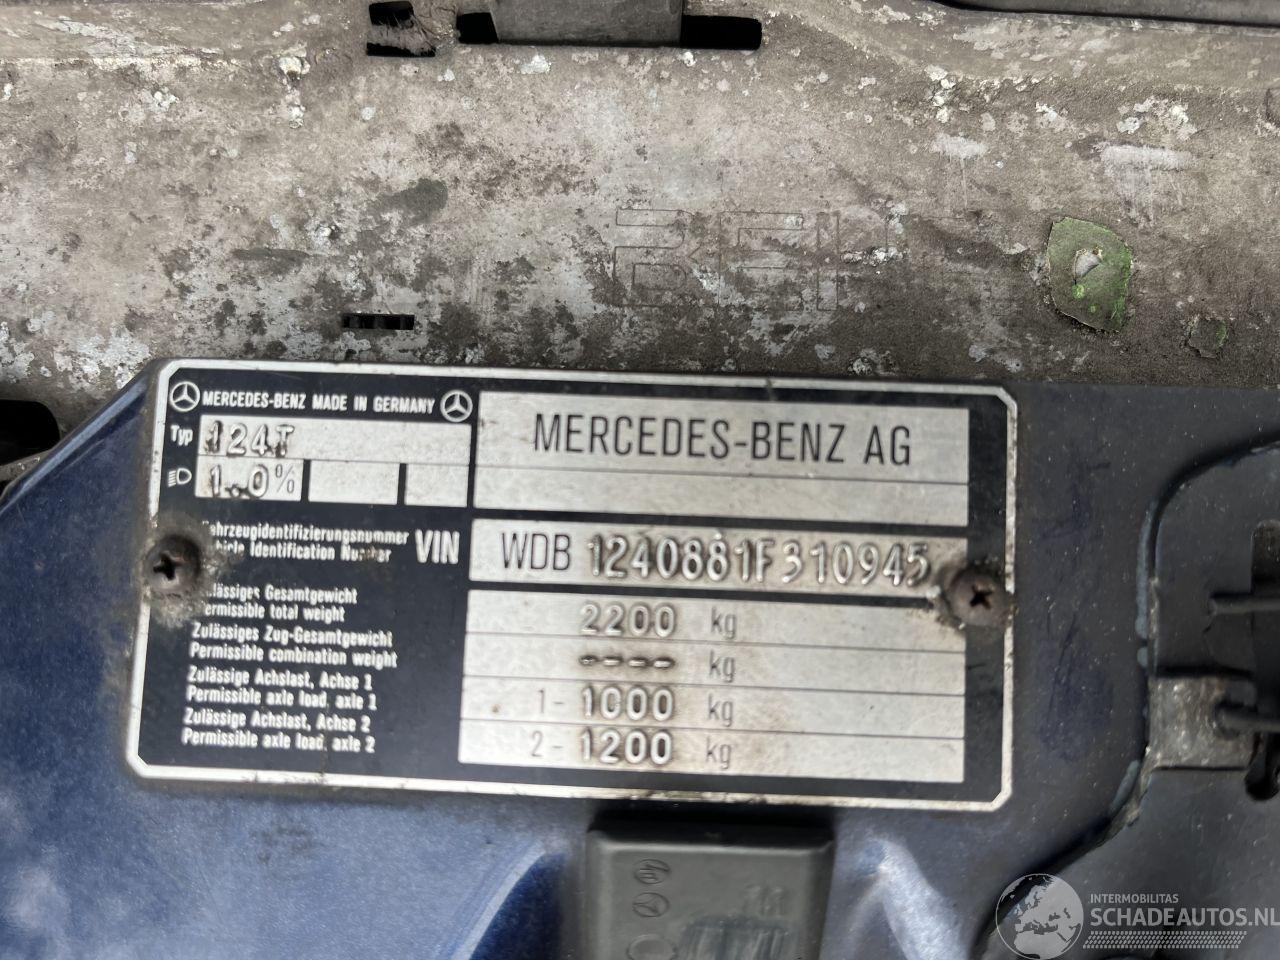 BEH
MERCEDES-BENZ MADE IN GERMANY
Typ 124T
1.0%
MERCEDES-BENZ AG
Fahrzeugidentifizierungsnummer
Vehicle Identification Number
VIN WDB 1240881F310945
Zulässiges Gesamtgewicht
Permissible total weight
2200 kg
Zulässiges Zug-Gesamtgewicht
Permissible combination weight
---- kg
Zulässige Achslast, Achse 1
Permissible axle load, axle 1
1- 1000 kg
Zulässige Achslast, Achse 2
Permissible axle load, axle 2
2- 1200 kg
INTERMOBILITAS
SCHADEAUTOS.NL